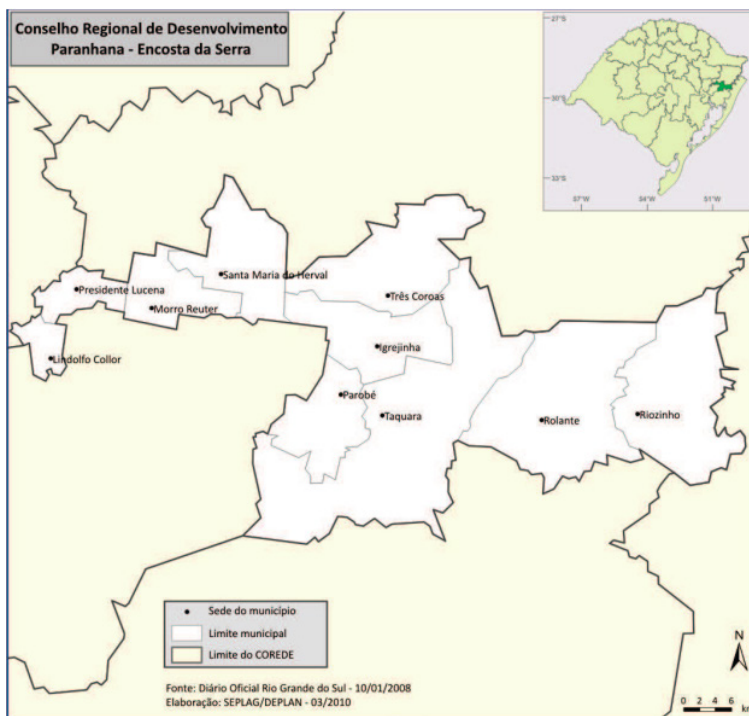 Conselho Regional de Desenvolvimento
Paranhana - Encosta da Serra
27°S
30°S
33°S
57°W
54°W
51°W
Santa Maria do Herval
Presidente Lucena
Três Coroas
Morro Reuter
Igrejinha
Lindolfo Collor
Parobé
Taquara
Rolante
Riozinho
Sede do município
Limite municipal
Limite do COREDE
N
Fonte: Diário Oficial Rio Grande do Sul - 10/01/2008
Elaboração: SEPLAG/DEPLAN - 03/2010
0 2 4 6